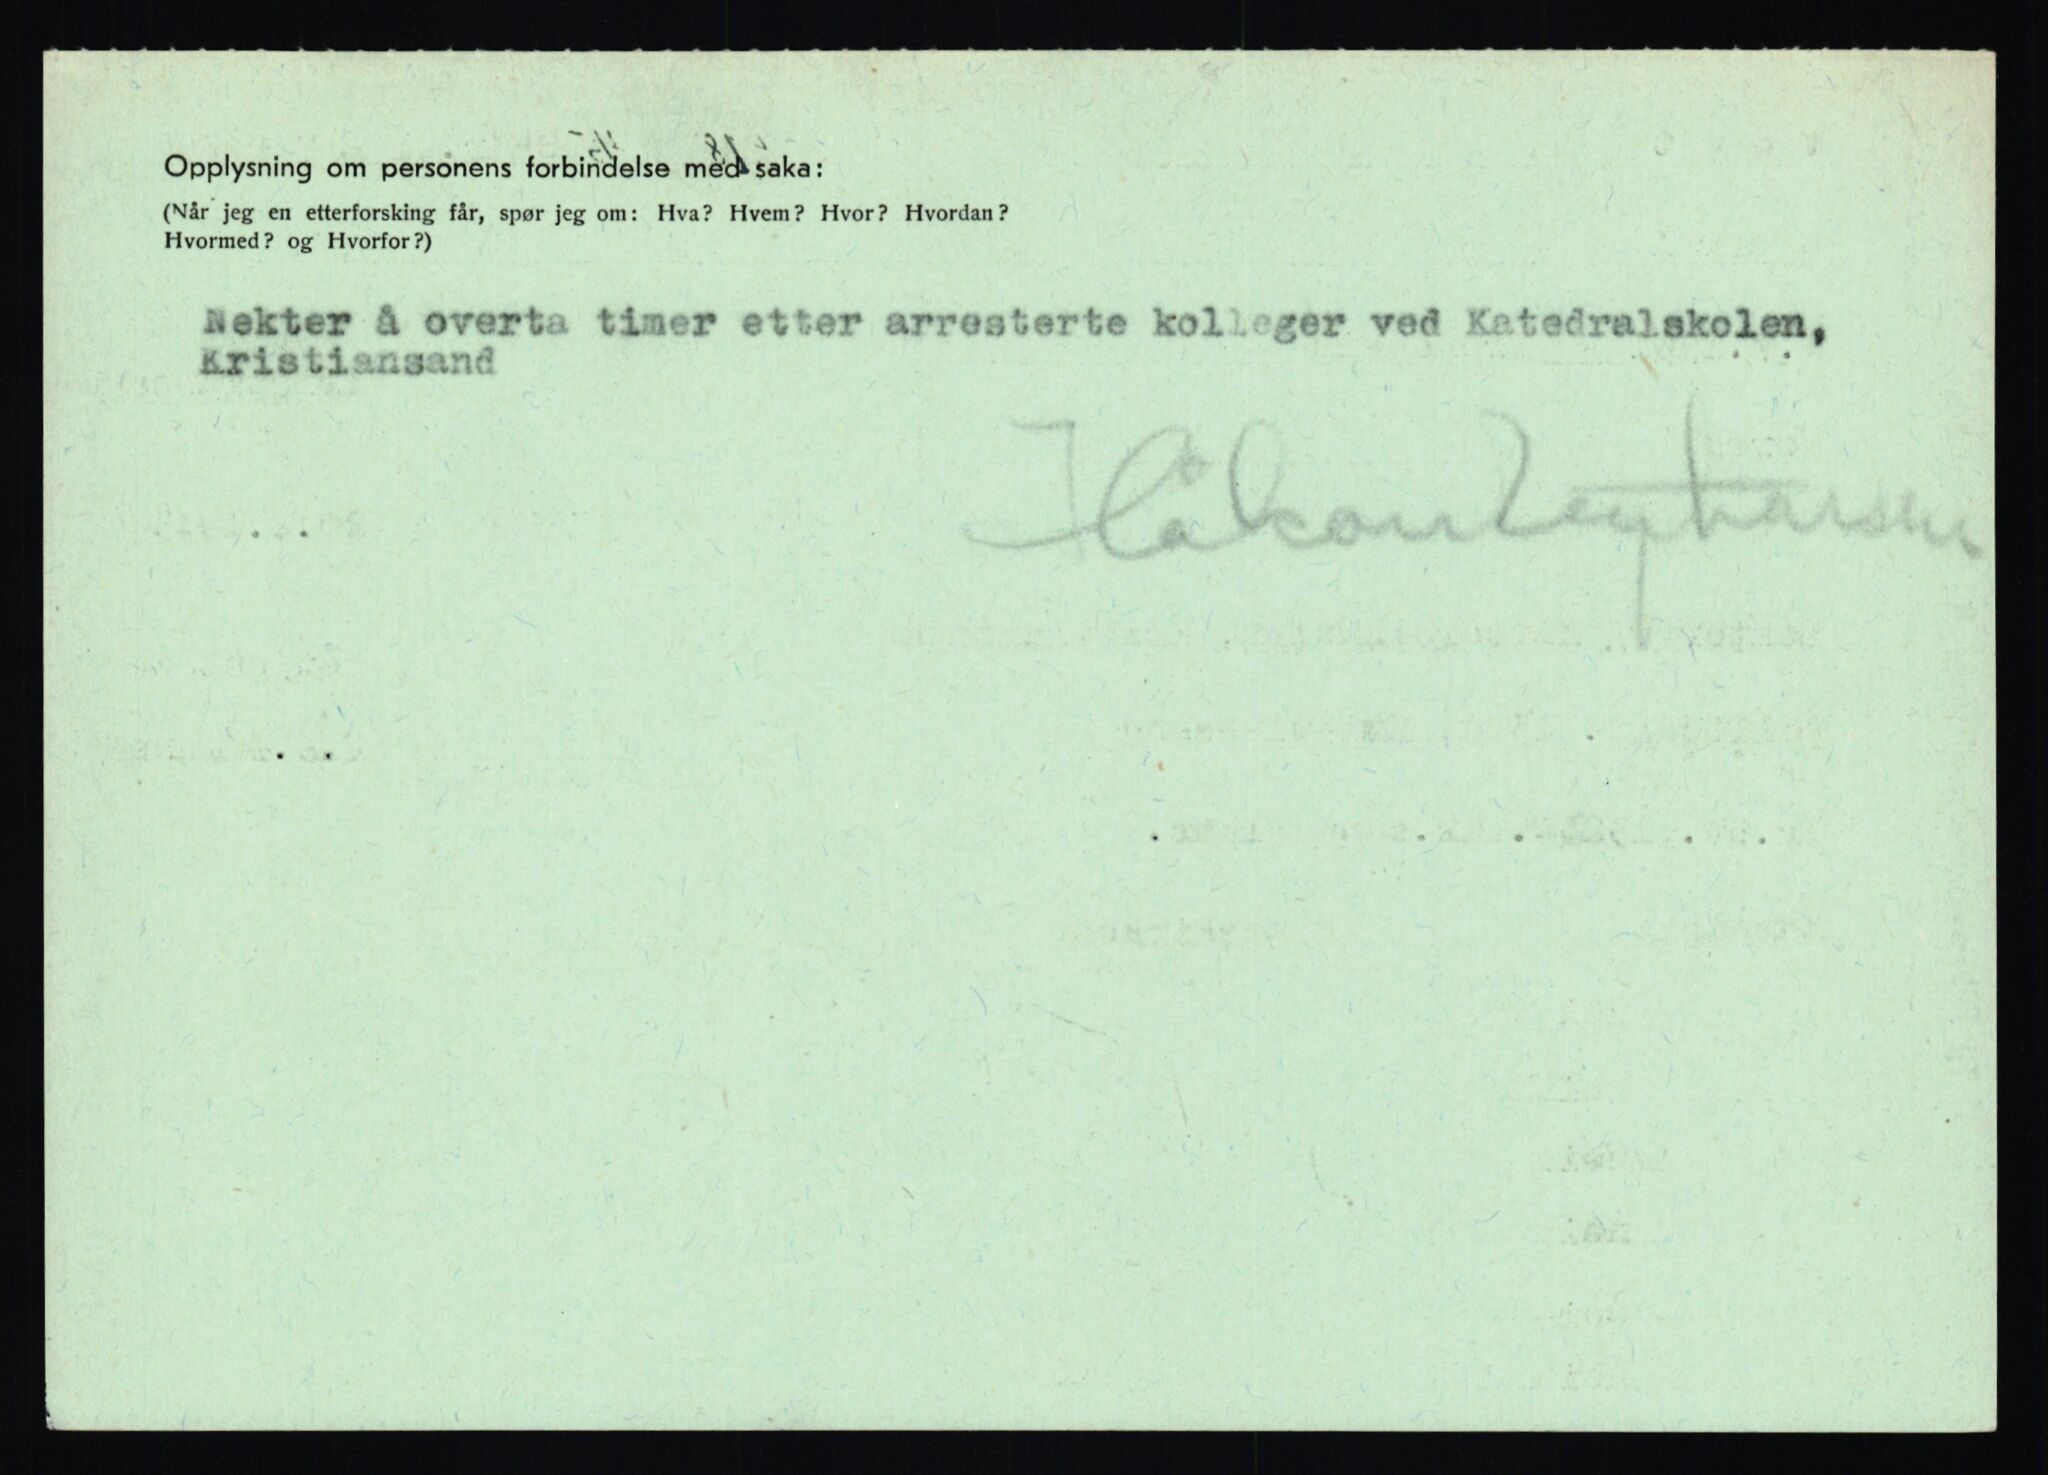 Opplysning om personens forbindelse med saka:
(Når jeg en etterforsking får, spør jeg om: Hva? Hvem? Hvor? Hvordan?
Hvormed? og Hvorfor?)
Nekter å overta timer etter arresterte kolleger ved Katedralskolen,
Kristiansand
Håkon